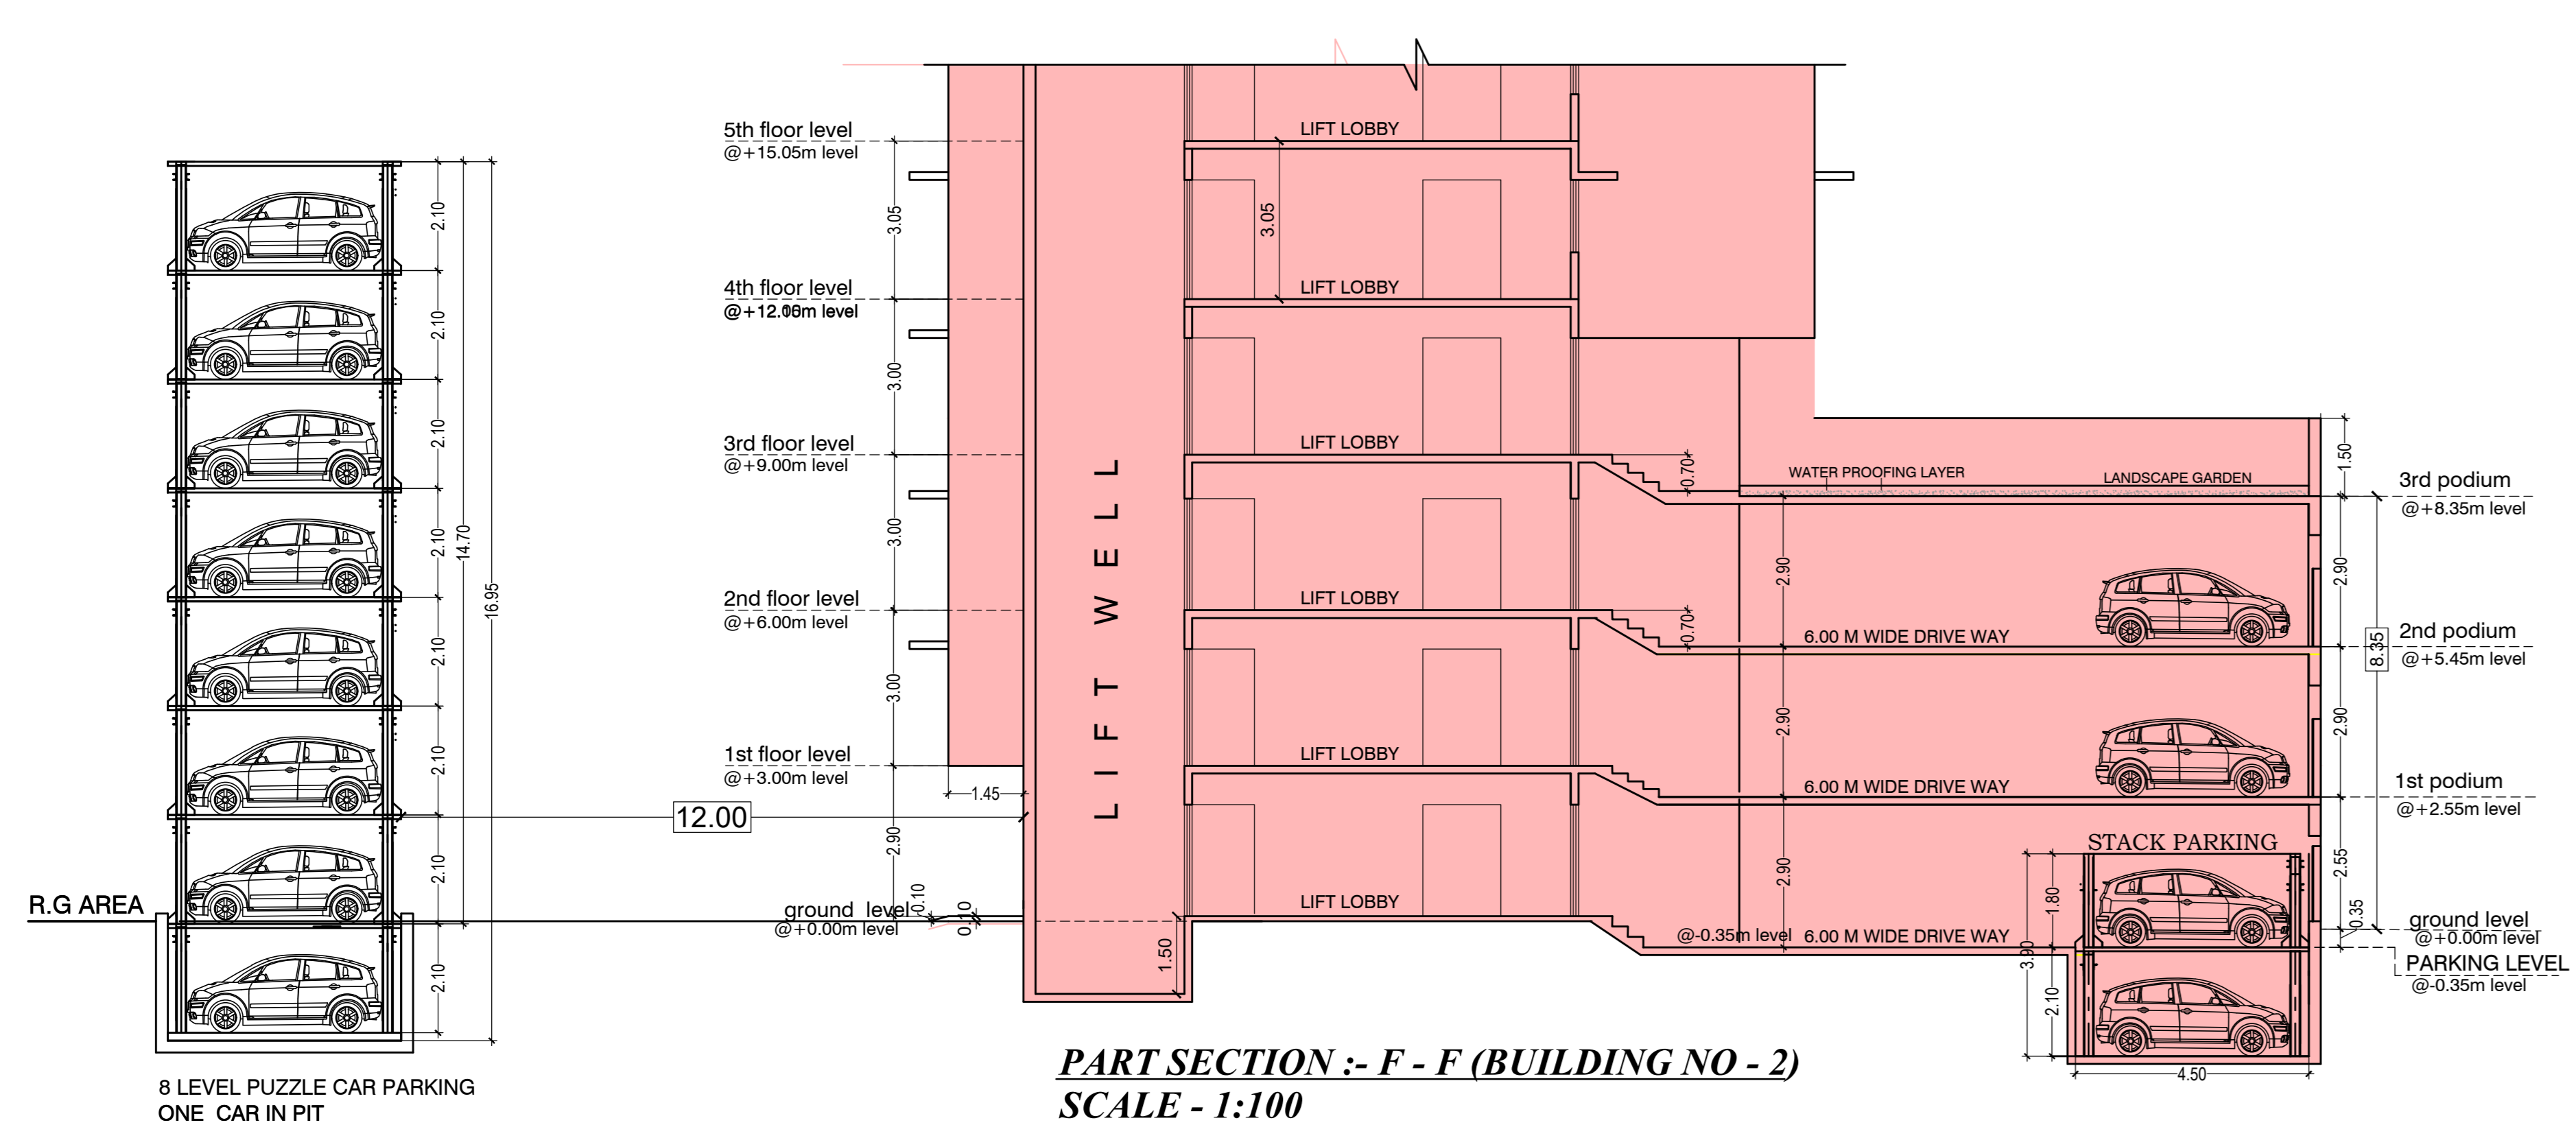 5th floor level
@+15.05m level
4th floor level
3rd floor level
@+9.00m level
2nd floor level
@+6.00m level
1st floor level
@+3.00m level
ground level
@+0.00m level
3.05
3.00
3.00
3.00
2.90
0.10
0.10
1.45
12.00
R.G AREA
2.10
2.10
2.10
2.10
2.10
2.10
2.10
2.10
14.70
16.95
8 LEVEL PUZZLE CAR PARKING
ONE CAR IN PIT
LIFT WELL
LIFT LOBBY
3.05
LIFT LOBBY
LIFT LOBBY
LIFT LOBBY
LIFT LOBBY
LIFT LOBBY
1.50
0.70
0.70
WATER PROOFING LAYER
LANDSCAPE GARDEN
2.90
6.00 M WIDE DRIVE WAY
2.90
6.00 M WIDE DRIVE WAY
2.90
@-0.35m level
6.00 M WIDE DRIVE WAY
STACK PARKING
1.80
3.90
2.10
4.50
1.50
2.90
2.90
2.55
0.35
8.35
3rd podium
@+8.35m level
2nd podium
@+5.45m level
1st podium
@+2.55m level
ground level
@+0.00m level
PARKING LEVEL
@-0.35m level
PART SECTION :- F - F (BUILDING NO - 2)
SCALE - 1:100